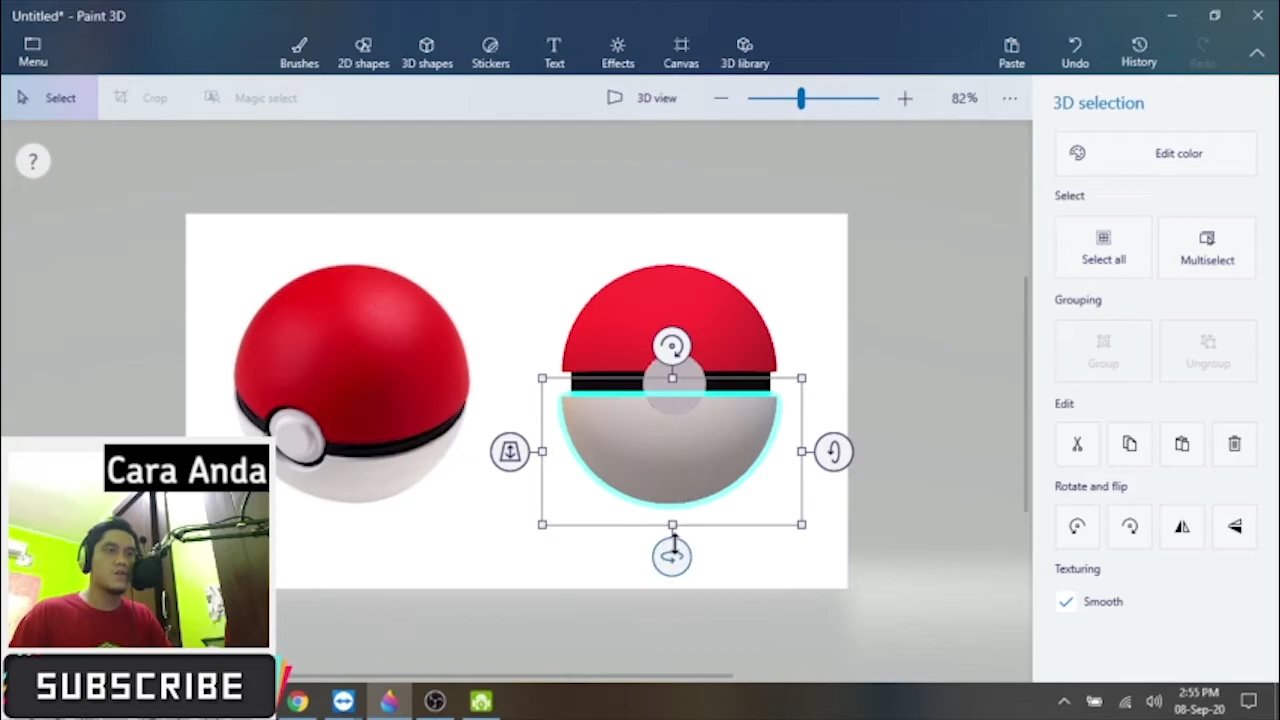 Untitled* - Paint 3D
Menu
Brushes
2D shapes
3D shapes
Stickers
Text
Effects
Canvas
3D library
Paste
Undo
History
Redo
Select
Crop
Magic select
3D view
82%
?
3D selection
Edit color
Select
Select all
Multiselect
Grouping
Group
Ungroup
Edit
Rotate and flip
Texturing
Smooth
Cara Anda
SUBSCRIBE
2:55 PM
08-Sep-20